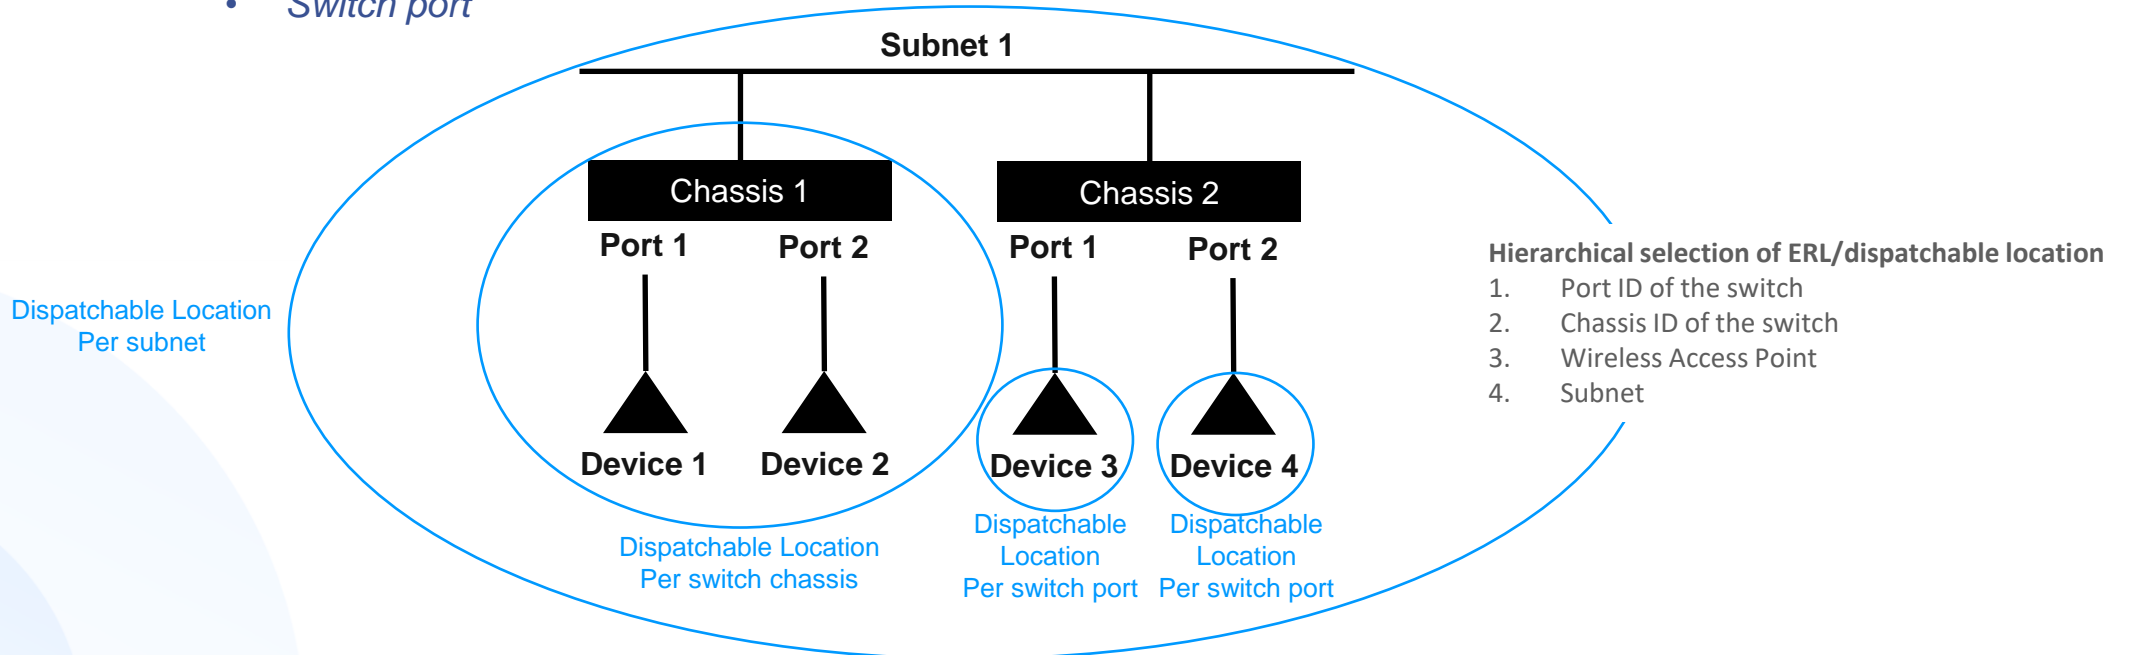 • Switch port
Subnet 1
Chassis 1
Chassis 2
Port 1
Port 2
Port 1
Port 2
Hierarchical selection of ERL/dispatchable location
1. Port ID of the switch
2. Chassis ID of the switch
3. Wireless Access Point
4. Subnet
Dispatchable Location
Per subnet
Device 1
Device 2
Device 3
Device 4
Dispatchable Location
Per switch chassis
Dispatchable
Location
Per switch port
Dispatchable
Location
Per switch port